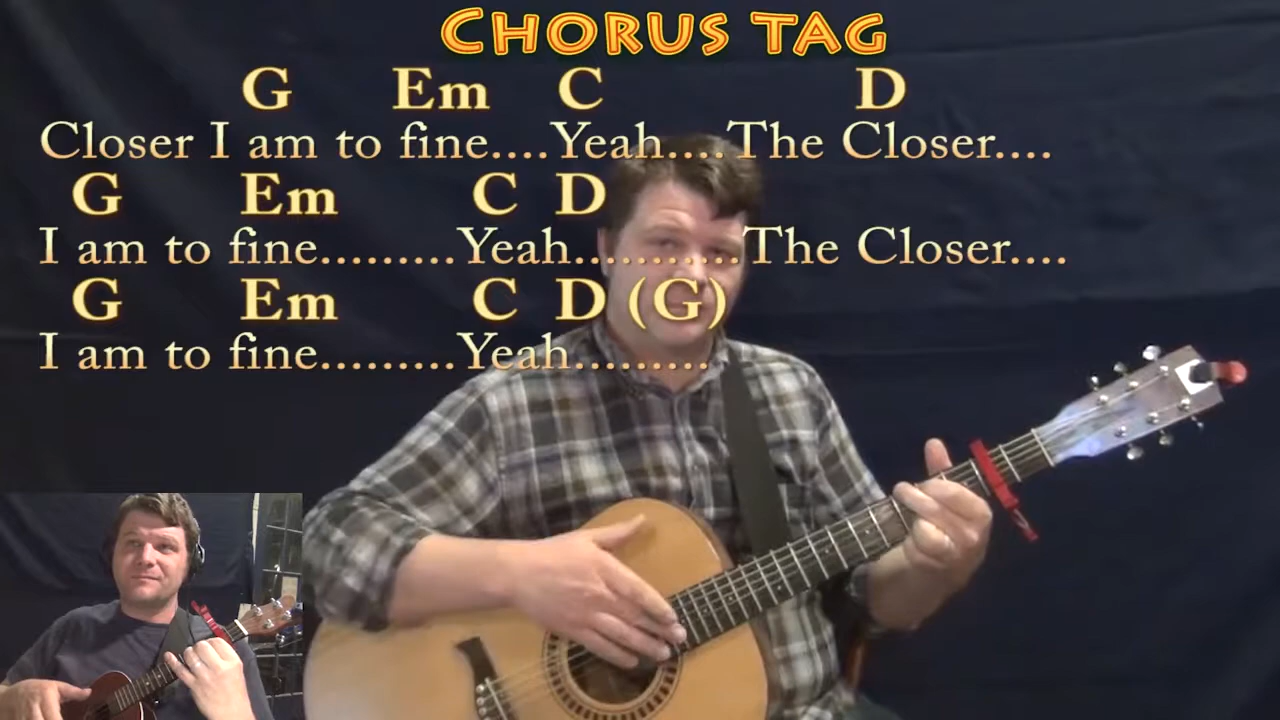 CHORUS TAG
G Em C D
Closer I am to fine....Yeah....The Closer....
G Em C D
I am to fine.........Yeah...........The Closer....
G Em C D (G)
I am to fine.........Yeah.........